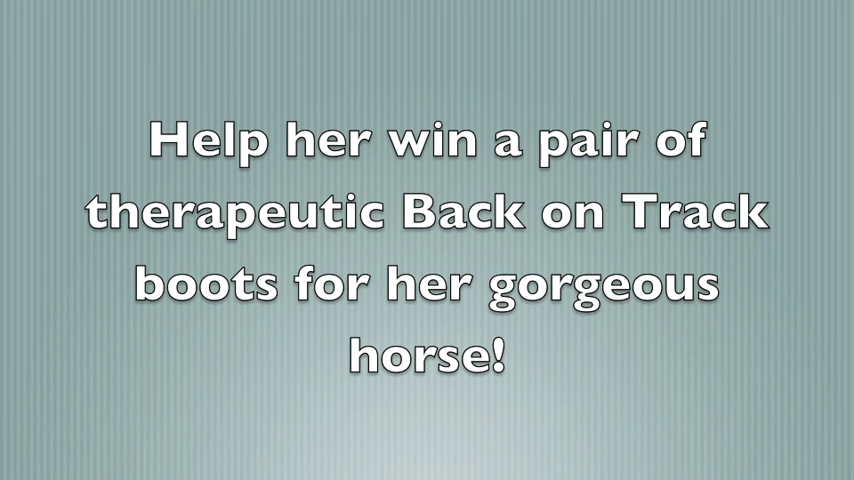 Help her win a pair of
therapeutic Back on Track
boots for her gorgeous
horse!